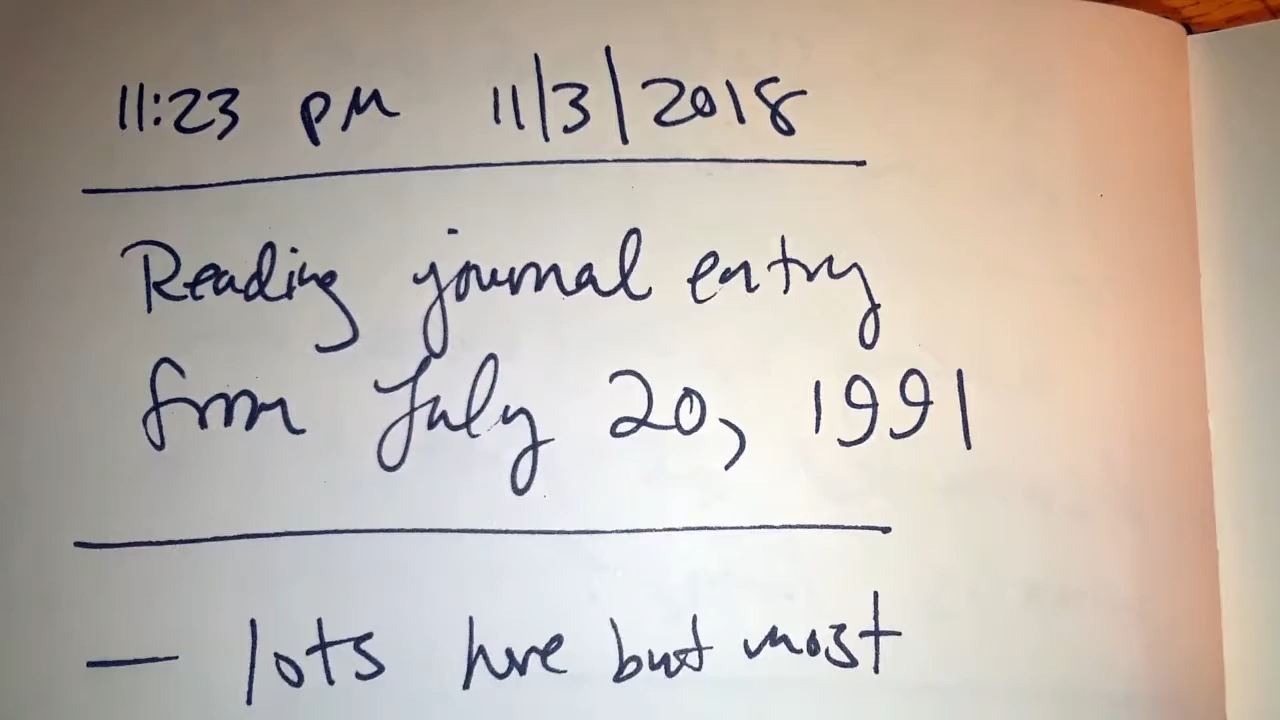 11:23 PM 11/3/2018
Reading journal entry
from July 20, 1991
— lots here but most